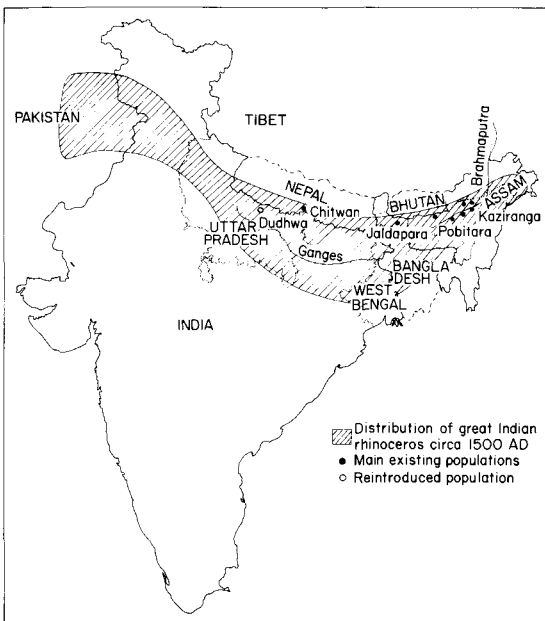 PAKISTAN
TIBET
Brahmaputra
NEPAL
BHUTAN
ASSAM
Chitwan
Kaziranga
Dudhwa
Jaldapara
Pobitara
UTTAR
PRADESH
Ganges
BANGLA
DESH
WEST
BENGAL
INDIA
Distribution of great Indian
rhinoceros circa 1500 AD
Main existing populations
Reintroduced population